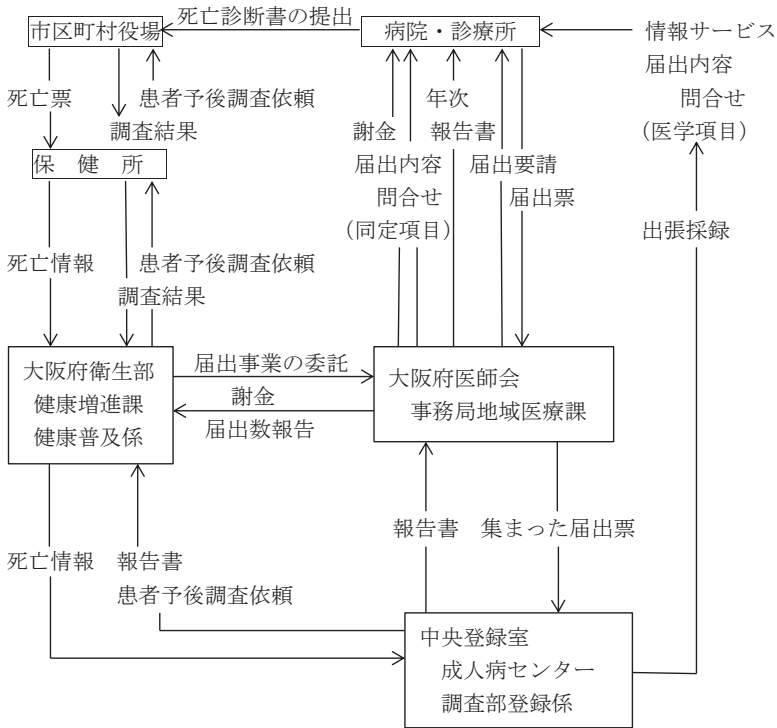 死亡診断書の提出
市区町村役場
病院・診療所
情報サービス
届出内容
問合せ
(医学項目)
死亡票
患者予後調査依頼
調査結果
謝金
年次
報告書
届出内容
問合せ
(同定項目)
届出要請
届出票
保 健 所
出張採録
死亡情報
患者予後調査依頼
調査結果
大阪府衛生部
健康増進課
健康普及係
届出事業の委託
謝金
届出数報告
大阪府医師会
事務局地域医療課
報告書
集まった届出票
死亡情報
報告書
患者予後調査依頼
中央登録室
成人病センター
調査部登録係